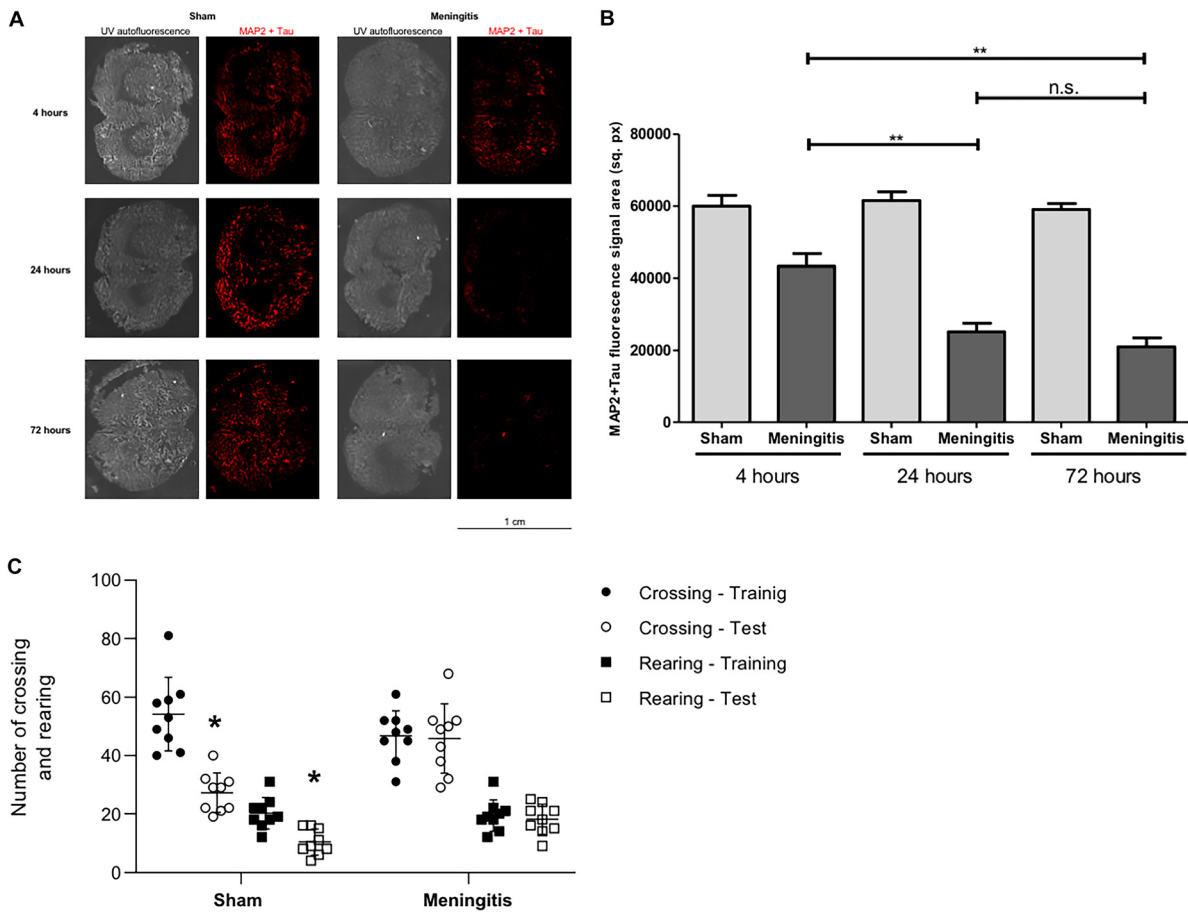 A
Sham
Meningitis
UV autofluorescence
MAP2 + Tau
UV autofluorescence
MAP2 + Tau
4 hours
24 hours
72 hours
1 cm
B
**
n.s.
**
MAP2+Tau fluorescence signal area (sq. px)
80000
60000
40000
20000
0
Sham Meningitis Sham Meningitis Sham Meningitis
4 hours 24 hours 72 hours
C
Number of crossing
and rearing
100
80
60
40
20
0
*
*
Sham
Meningitis
Crossing - Trainig
Crossing - Test
Rearing - Training
Rearing - Test